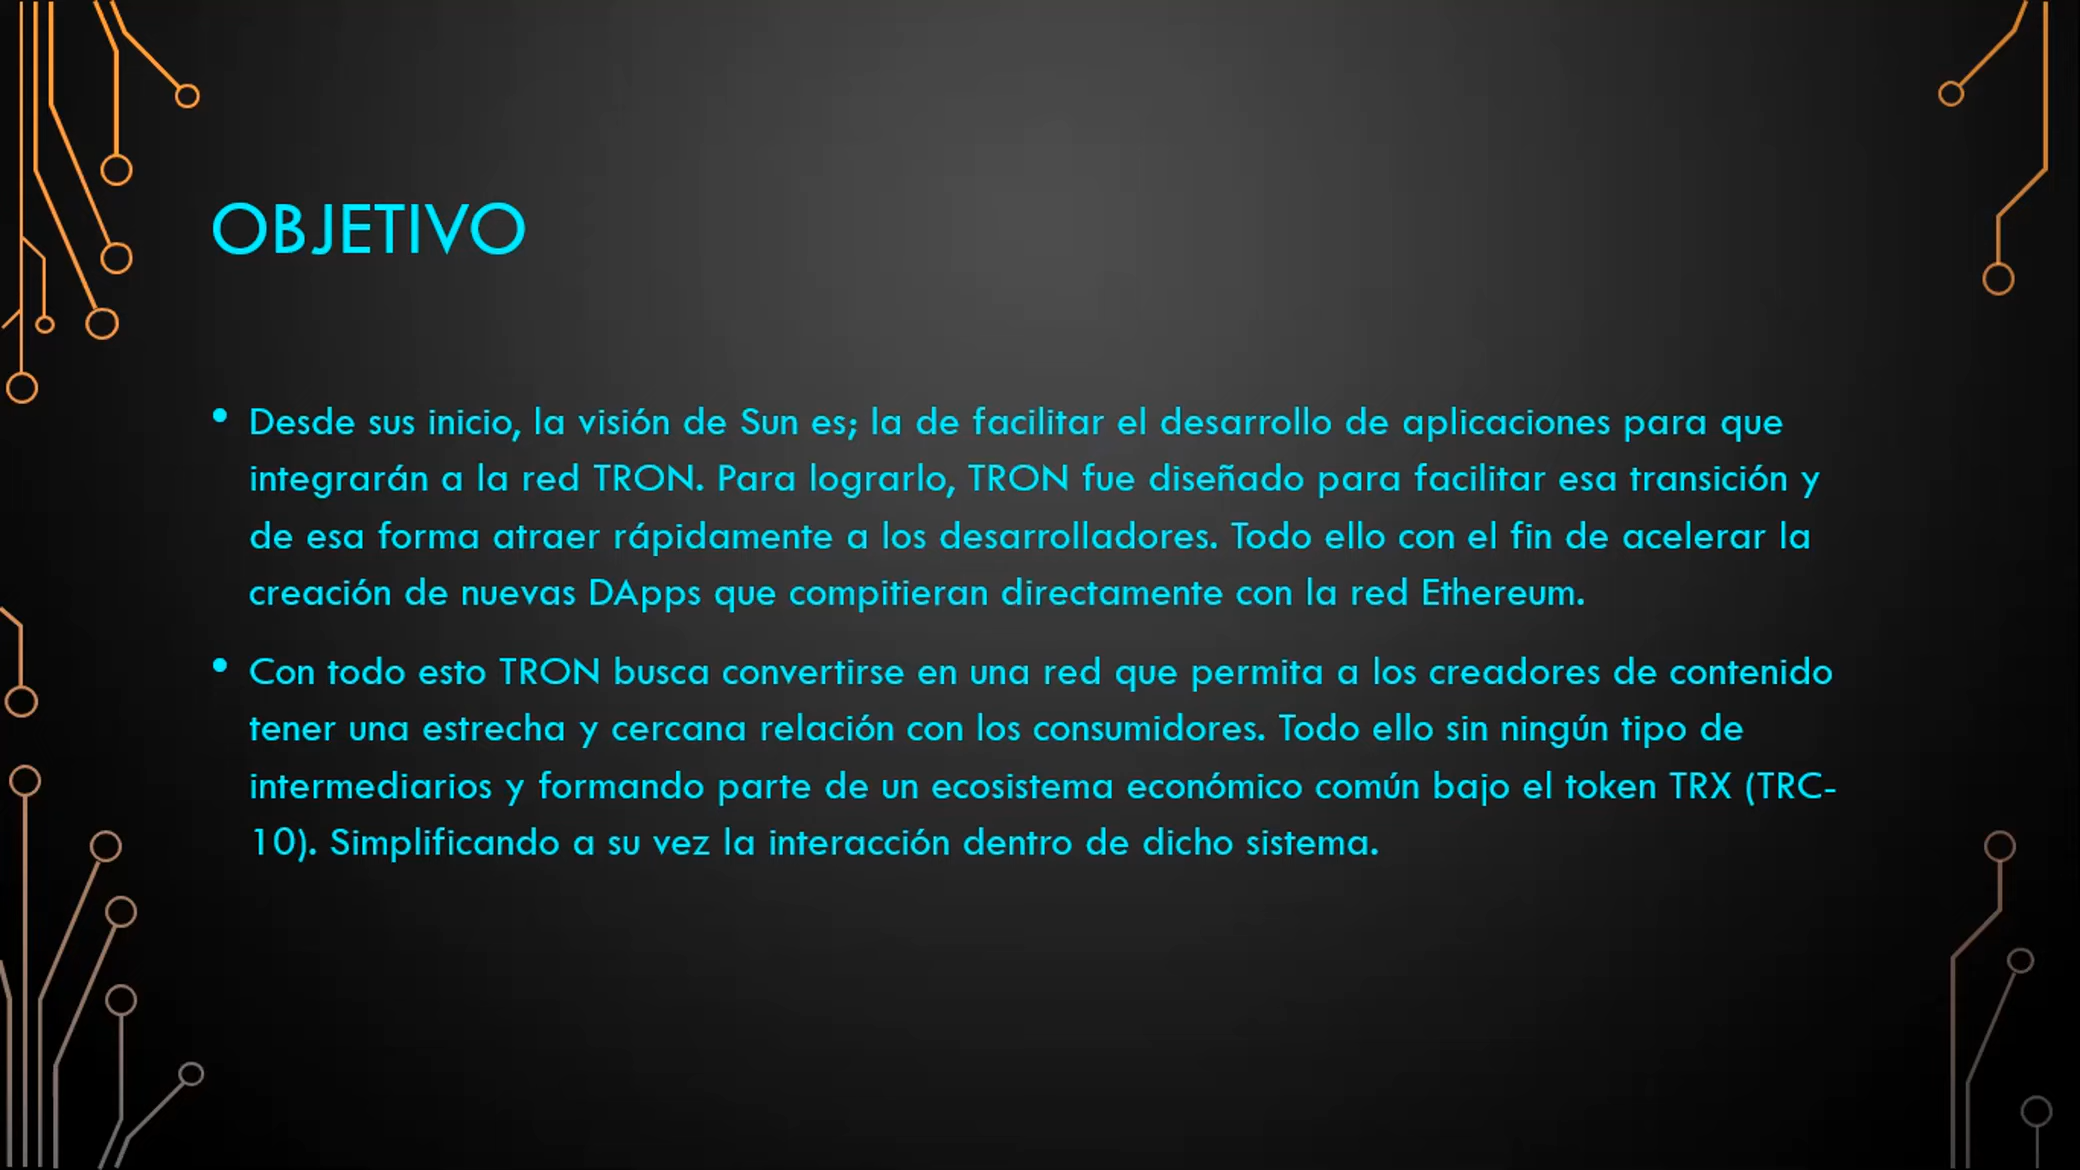 OBJETIVO
• Desde sus inicio, la visión de Sun es; la de facilitar el desarrollo de aplicaciones para que
integrarán a la red TRON. Para lograrlo, TRON fue diseñado para facilitar esa transición y
de esa forma atraer rápidamente a los desarrolladores. Todo ello con el fin de acelerar la
creación de nuevas DApps que compitieran directamente con la red Ethereum.
• Con todo esto TRON busca convertirse en una red que permita a los creadores de contenido
tener una estrecha y cercana relación con los consumidores. Todo ello sin ningún tipo de
intermediarios y formando parte de un ecosistema económico común bajo el token TRX (TRC-
10). Simplificando a su vez la interacción dentro de dicho sistema.